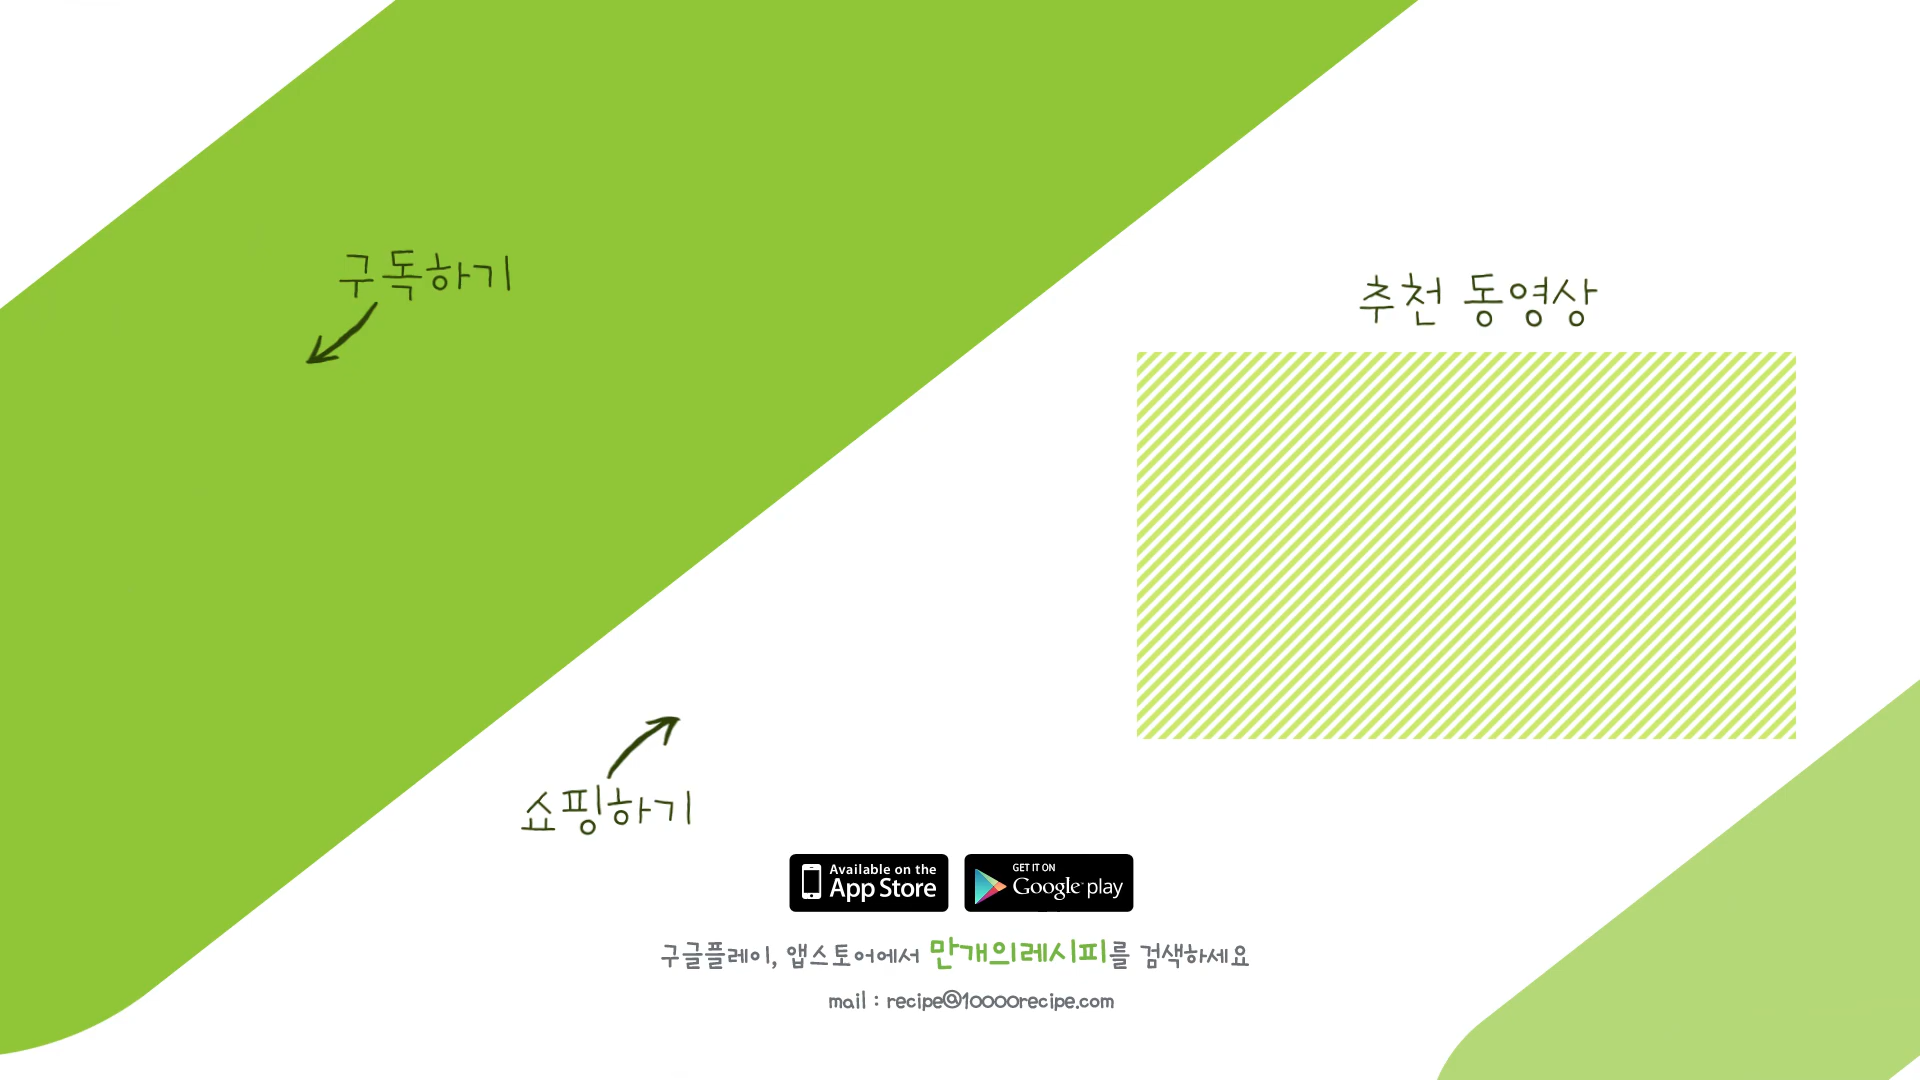 구독하기
추천 동영상
쇼핑하기
Available on the
App Store
GET IT ON
Google play
구글플레이, 앱스토어에서 만개의레시피를 검색하세요
mail : recipe@10000recipe.com